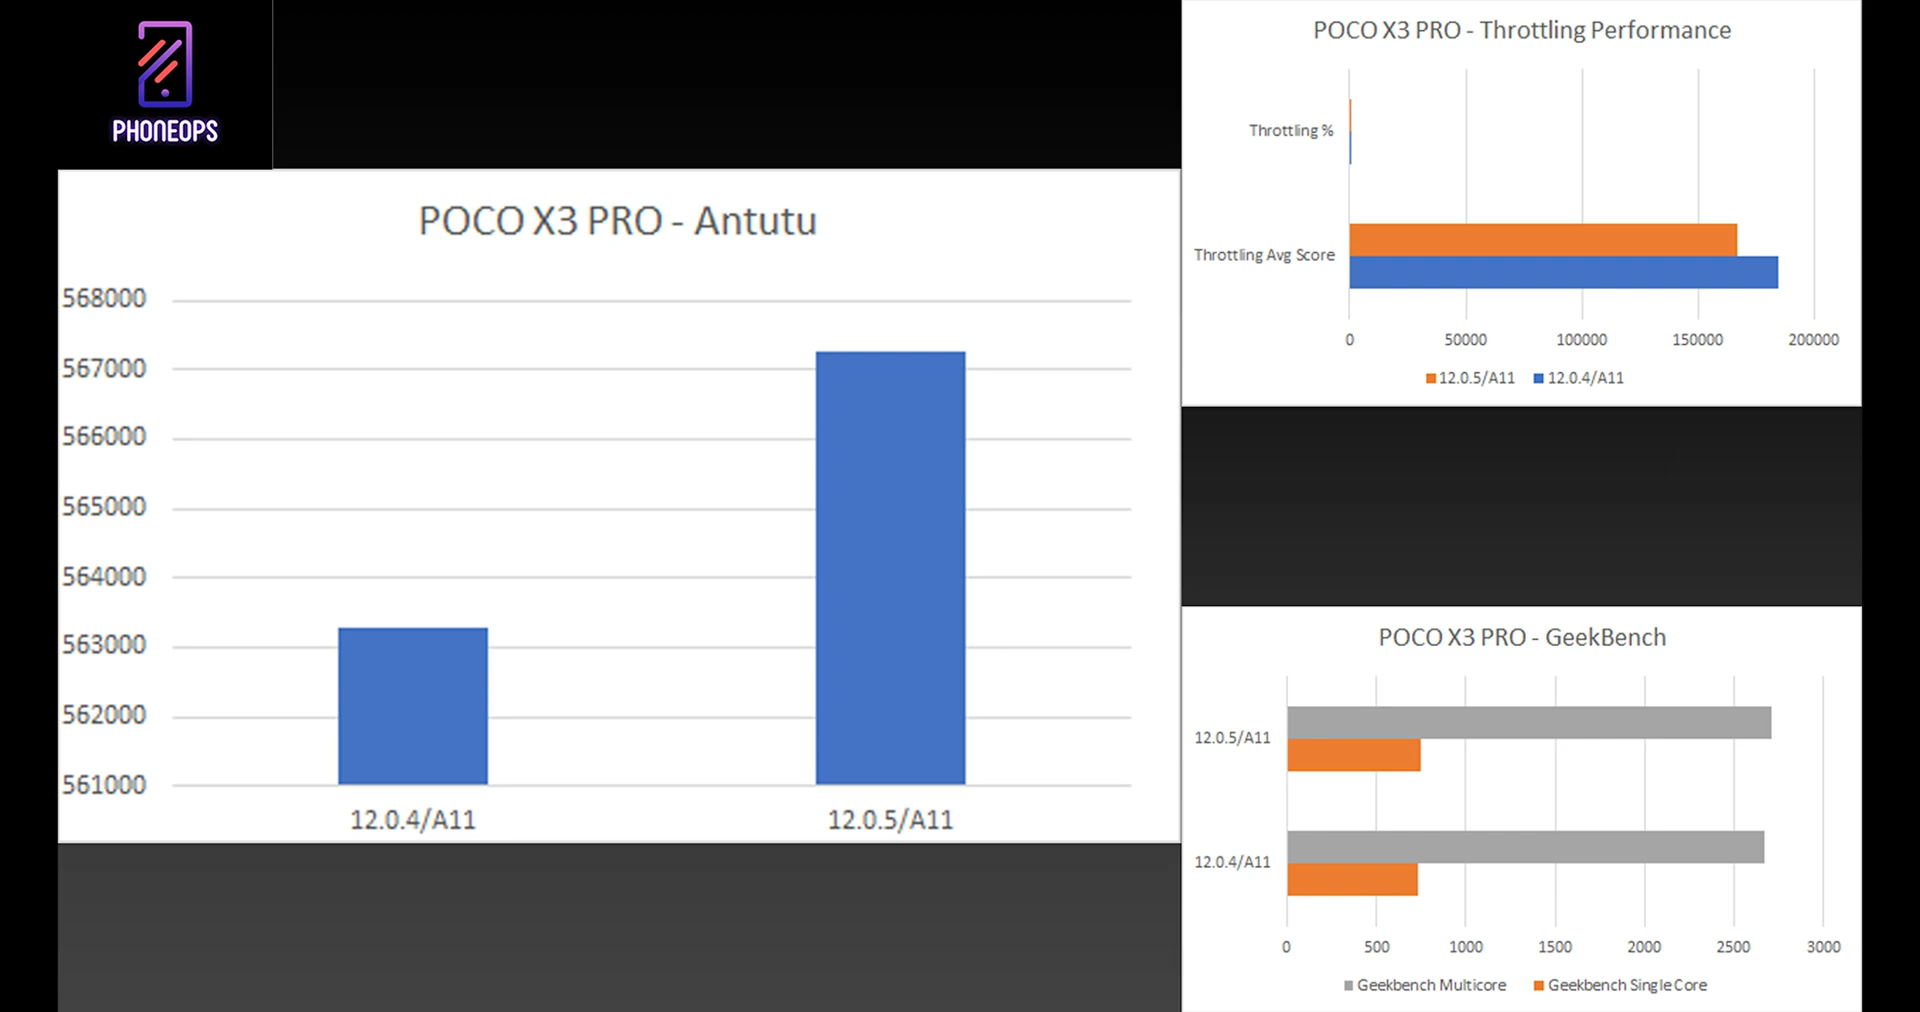 PHONEOPS
POCO X3 PRO - Antutu
568000
567000
566000
565000
564000
563000
562000
561000
12.0.4/A11
12.0.5/A11
POCO X3 PRO - Throttling Performance
Throttling %
Throttling Avg Score
0 50000 100000 150000 200000
12.0.5/A11 12.0.4/A11
POCO X3 PRO - GeekBench
12.0.5/A11
12.0.4/A11
0 500 1000 1500 2000 2500 3000
Geekbench Multicore Geekbench Single Core